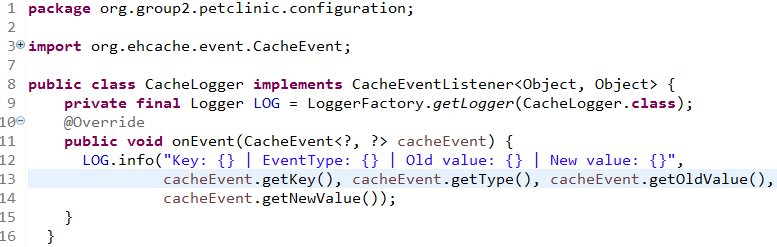 1 package org.group2.petclinic.configuration;
2
3 import org.ehcache.event.CacheEvent;
7
8 public class CacheLogger implements CacheEventListener<Object, Object> {
9     private final Logger LOG = LoggerFactory.getLogger(CacheLogger.class);
10     @Override
11     public void onEvent(CacheEvent<?, ?> cacheEvent) {
12       LOG.info("Key: {} | EventType: {} | Old value: {} | New value: {}",
13                cacheEvent.getKey(), cacheEvent.getType(), cacheEvent.getOldValue(),
14                cacheEvent.getNewValue());
15     }
16   }